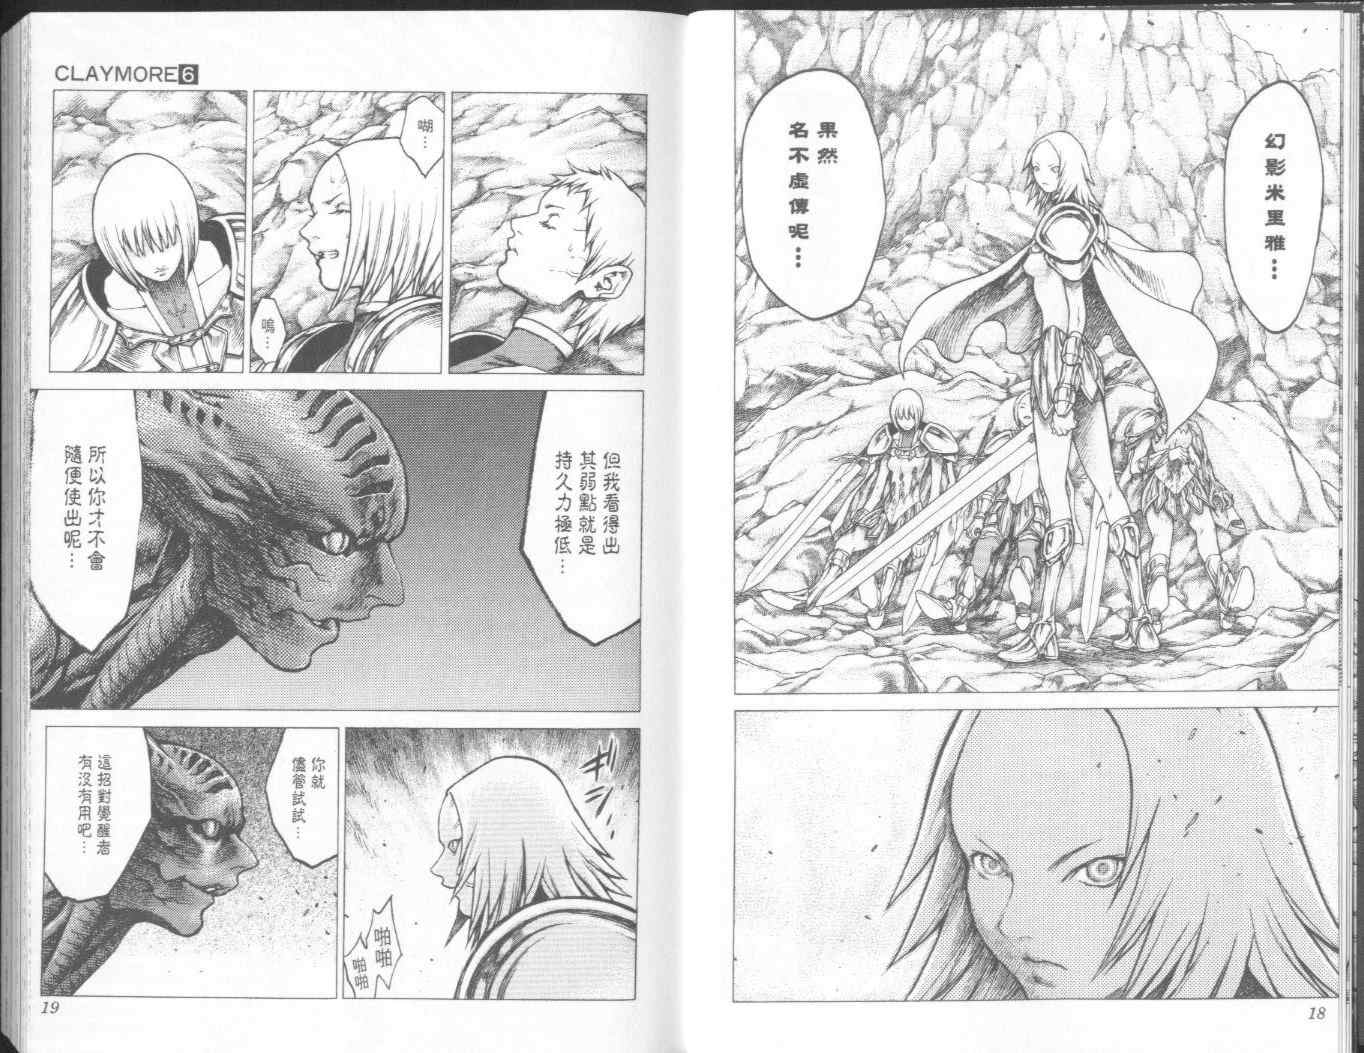 幻影米里雅…
果然
名不虛傳呢…
18
CLAYMORE6
嗚…
嗚…
但我看得出
其弱點就是
持久力極低…
所以你才不會
隨便使出呢…
啪啪
啪啪
你就
儘管試試…
這招對覺醒者
有沒有用吧…
19